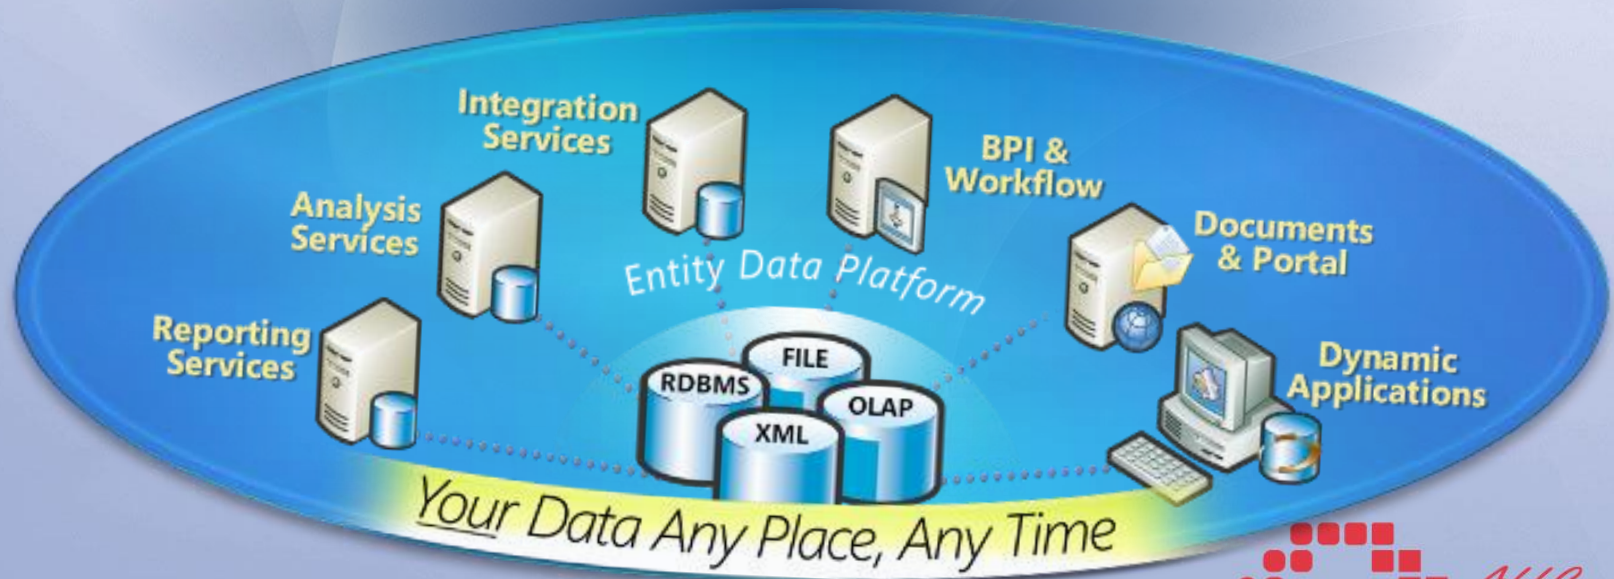 Integration
Services
BPI &
Workflow
Analysis
Services
Documents
& Portal
Entity Data Platform
Reporting
Services
Dynamic
Applications
FILE
RDBMS
OLAP
XML
Your Data Any Place, Any Time